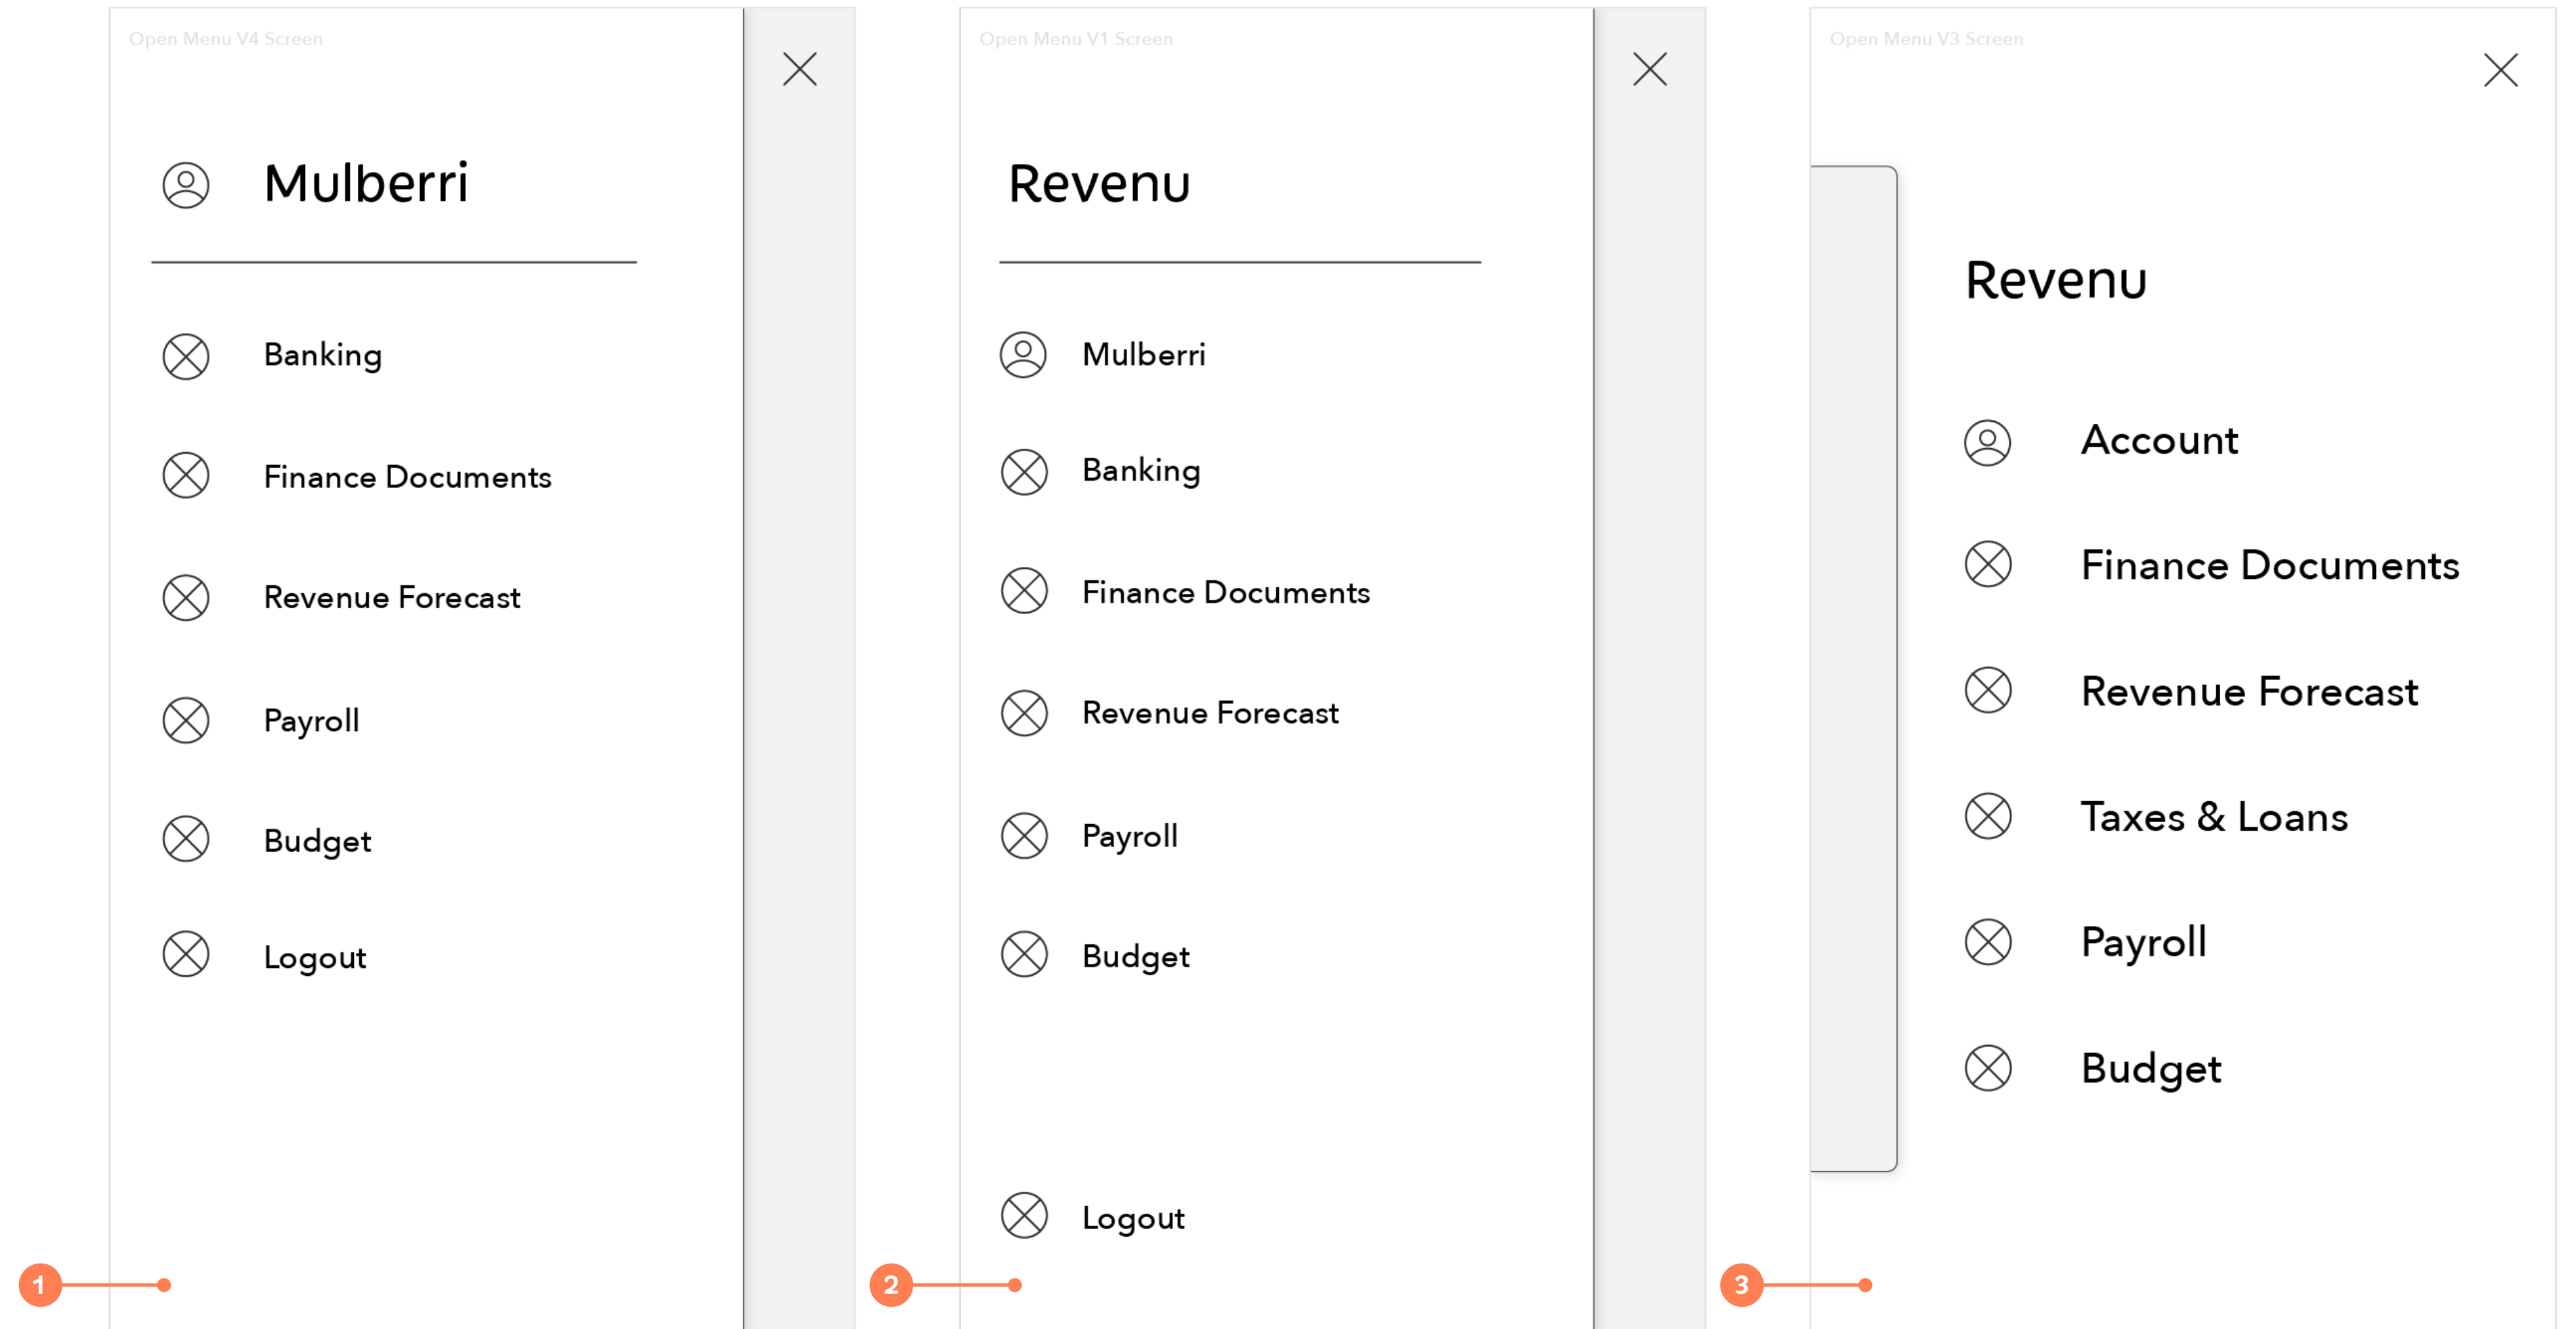 Open Menu V4 Screen
Mulberri
Banking
Finance Documents
Revenue Forecast
Payroll
Budget
Logout
1
Open Menu V1 Screen
Revenu
Mulberri
Banking
Finance Documents
Revenue Forecast
Payroll
Budget
Logout
2
Open Menu V3 Screen
Revenu
Account
Finance Documents
Revenue Forecast
Taxes & Loans
Payroll
Budget
3